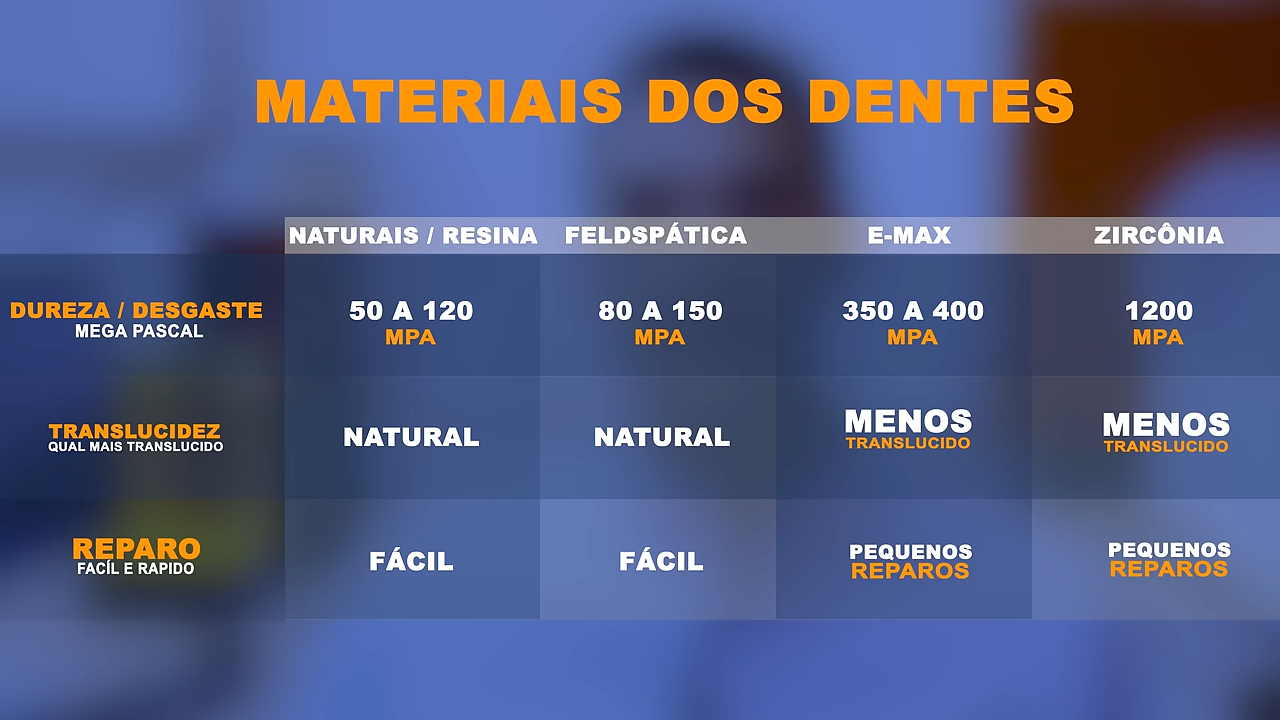 MATERIAIS DOS DENTES
NATURAIS / RESINA FELDSPÁTICA E-MAX ZIRCÔNIA
DUREZA / DESGASTE 50 A 120 80 A 150 350 A 400 1200
MEGA PASCAL MPA MPA MPA MPA
TRANSLUCIDEZ NATURAL NATURAL MENOS MENOS
QUAL MAIS TRANSLUCIDO TRANSLUCIDO TRANSLUCIDO
REPARO FÁCIL FÁCIL PEQUENOS PEQUENOS
FACÍL E RAPIDO REPAROS REPAROS